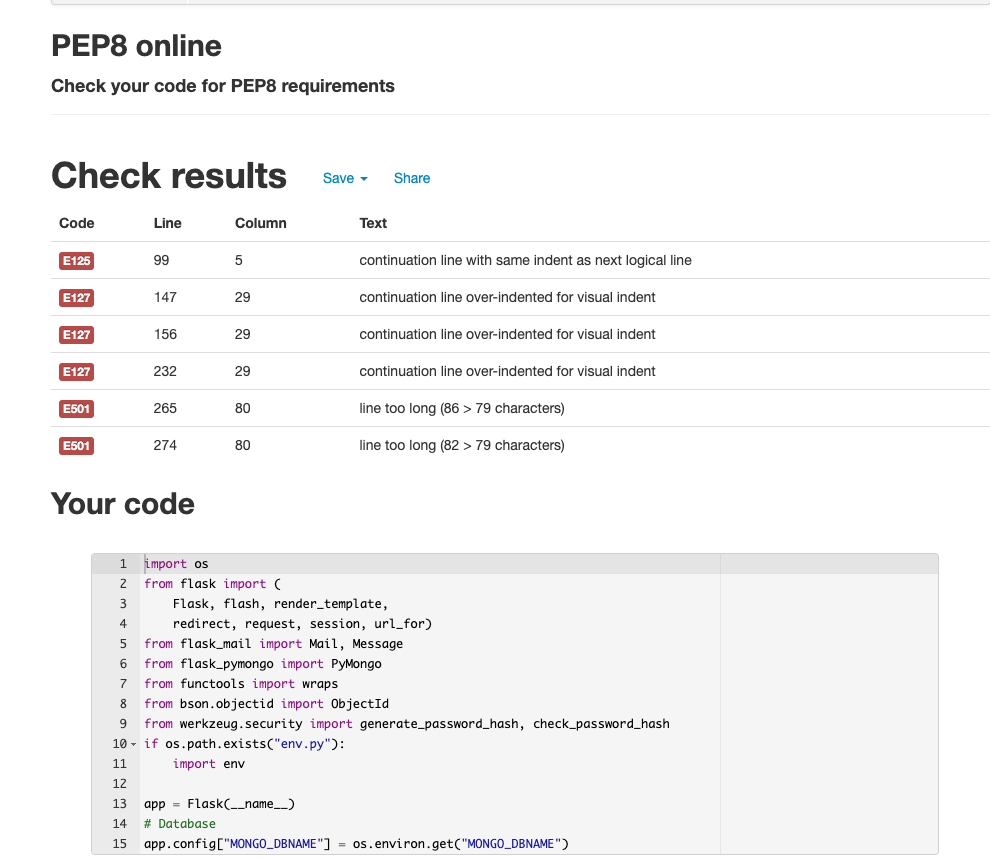 PEP8 online
Check your code for PEP8 requirements
Check results Save Share
Code Line Column Text
E125 99 5 continuation line with same indent as next logical line
E127 147 29 continuation line over-indented for visual indent
E127 156 29 continuation line over-indented for visual indent
E127 232 29 continuation line over-indented for visual indent
E501 265 80 line too long (86 > 79 characters)
E501 274 80 line too long (82 > 79 characters)
Your code
1 import os
2 from flask import (
3     Flask, flash, render_template,
4     redirect, request, session, url_for)
5 from flask_mail import Mail, Message
6 from flask_pymongo import PyMongo
7 from functools import wraps
8 from bson.objectid import ObjectId
9 from werkzeug.security import generate_password_hash, check_password_hash
10 if os.path.exists("env.py"):
11     import env
12
13 app = Flask(__name__)
14 # Database
15 app.config["MONGO_DBNAME"] = os.environ.get("MONGO_DBNAME")